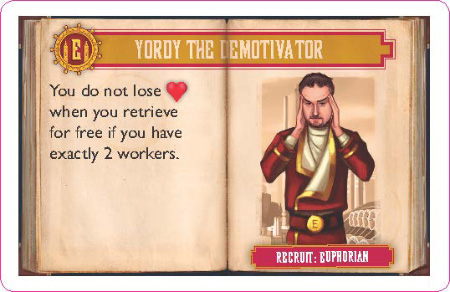 E
YORDY THE DEMOTIVATOR
You do not lose
when you retrieve
for free if you have
exactly 2 workers.
E
RECRUIT: EUPHORIAN